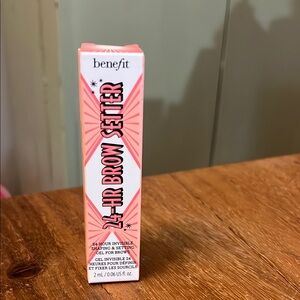 benefit
24-HR BROW SETTER
24-HOUR INVISIBLE
SHAPING & SETTING
GEL FOR BROWS
GEL INVISIBLE 24
HEURES POUR DÉFINIR
ET FIXER LES SOURCILS
2 mL / 0.06 US fl. oz.